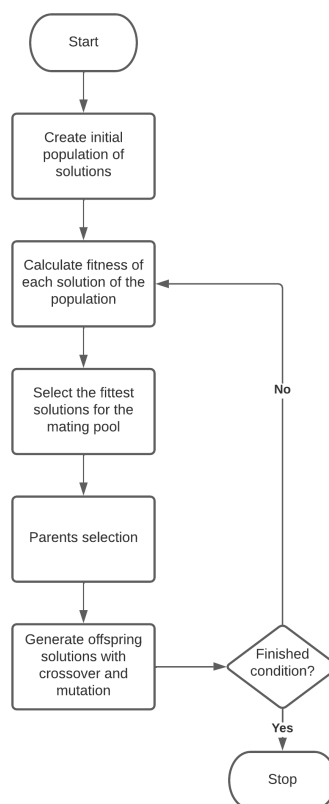 Start
Create initial
population of
solutions
Calculate fitness of
each solution of the
population
Select the fittest
solutions for the
mating pool
No
Parents selection
Generate offspring
solutions with
crossover and
mutation
Finished
condition?
Yes
Stop